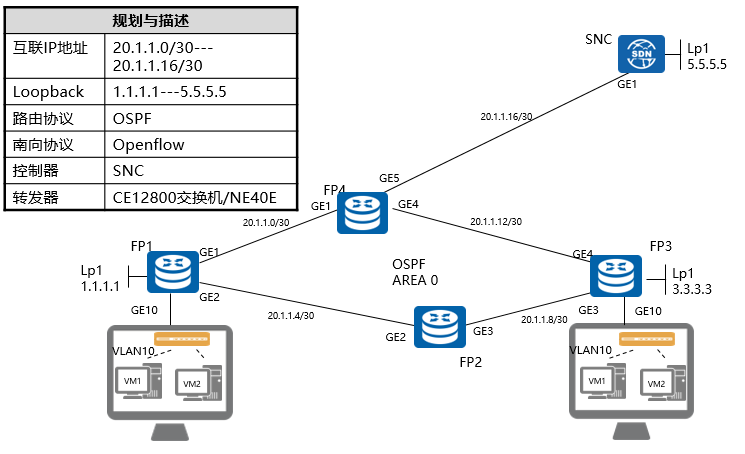 规划与描述
互联IP地址
20.1.1.0/30---
20.1.1.16/30
Loopback
1.1.1.1---5.5.5.5
路由协议
OSPF
南向协议
Openflow
控制器
SNC
转发器
CE12800交换机/NE40E
SNC
SDN
Lp1
5.5.5.5
GE1
20.1.1.16/30
GE5
FP4
GE1
GE4
20.1.1.0/30
20.1.1.12/30
FP1
GE1
Lp1
1.1.1.1
GE2
GE10
OSPF
AREA 0
FP3
GE4
Lp1
3.3.3.3
GE3
GE10
20.1.1.4/30
20.1.1.8/30
GE2
GE3
FP2
VLAN10
VM1
VM2
VLAN10
VM1
VM2